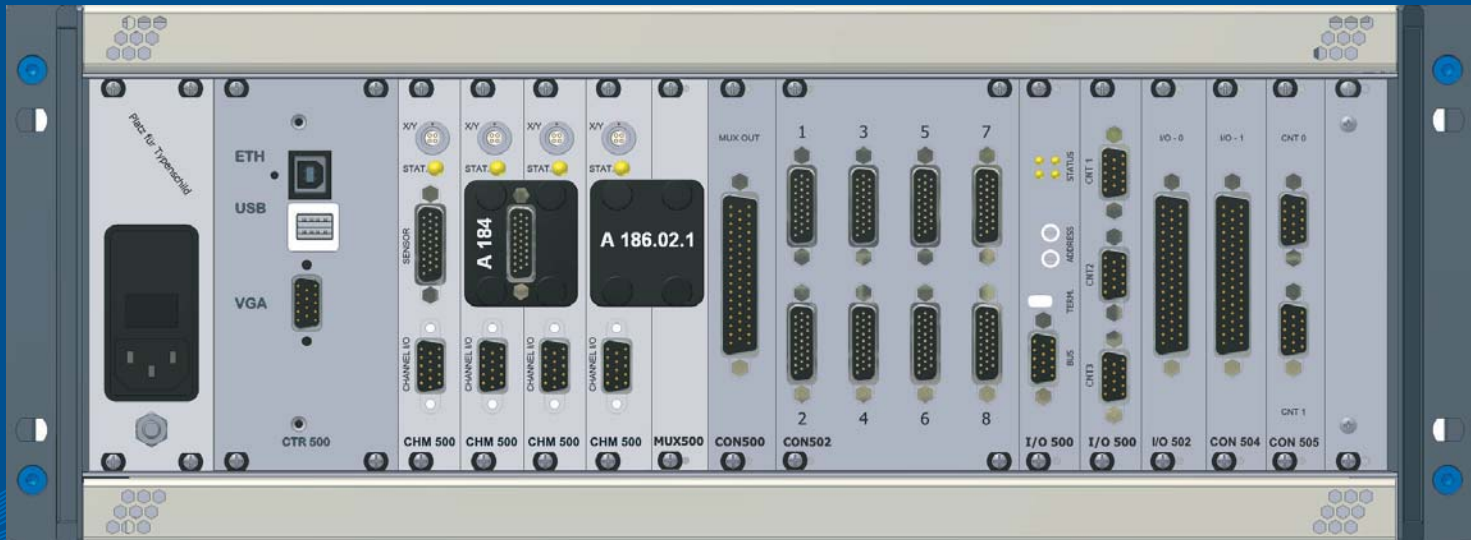 Platz für Typenschild
ETH
USB
VGA
CTR 500
X/Y
STAT.
SENSOR
CHANNEL I/O
CHM 500
X/Y
STAT.
A 184
CHANNEL I/O
CHM 500
X/Y
STAT.
CHANNEL I/O
CHM 500
X/Y
STAT.
A 186.02.1
CHANNEL I/O
CHM 500
MUX500
MUX OUT
CON500
1 3 5 7
2 4 6 8
CON502
STATUS
ADDRESS
TERM.
BUS
I/O 500
CNT 1
CNT2
CNT3
I/O 500
I/O - 0
I/O 502
I/O - 1
CON 504
CNT 0
CNT 1
CON 505